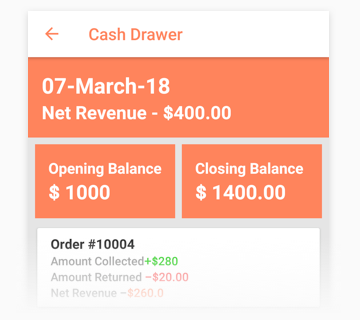 Cash Drawer
07-March-18
Net Revenue - $400.00
Opening Balance
$ 1000
Closing Balance
$ 1400.00
Order #10004
Amount Collected+$280
Amount Returned −$20.00
Net Revenue −$260.0